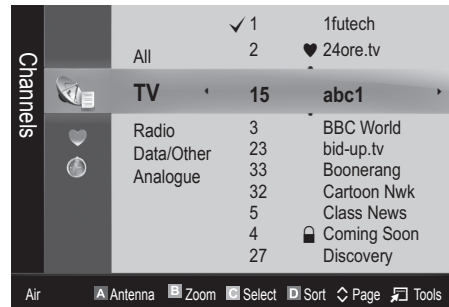 Channels
✓ 1 1futech
All 2 ♥ 24ore.tv
TV 15 abc1
Radio 3 BBC World
Data/Other 23 bid-up.tv
Analogue 33 Boonerang
32 Cartoon Nwk
5 Class News
4 Coming Soon
27 Discovery
Air A Antenna B Zoom C Select D Sort Page Tools